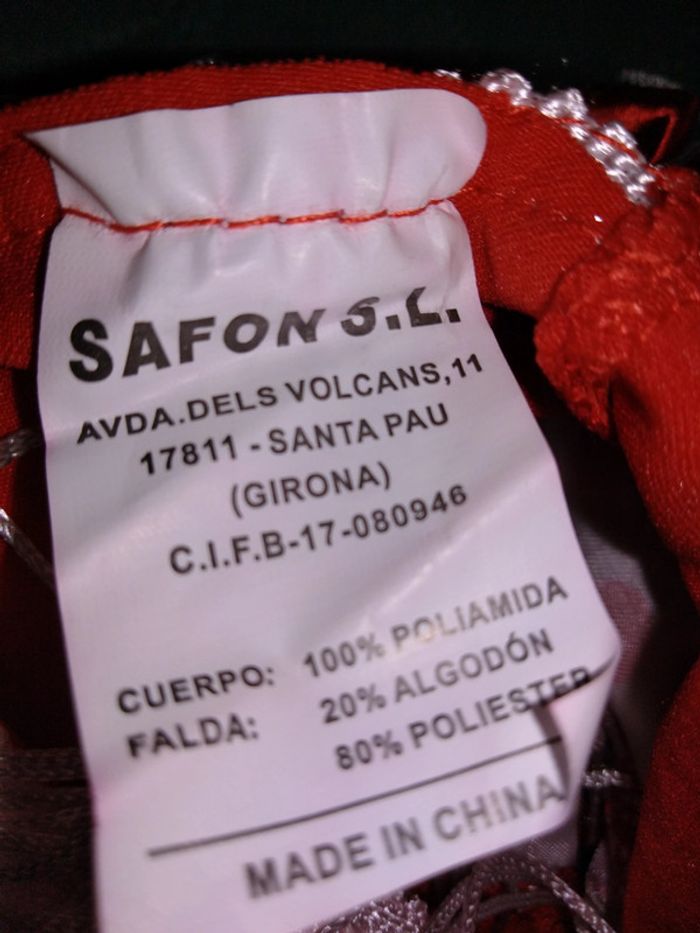 SAFON S.L.
AVDA.DELS VOLCANS,11
17811 - SANTA PAU
(GIRONA)
C.I.F.B-17-080946
CUERPO: 100% POLIAMIDA
FALDA: 20% ALGODÓN
80% POLIESTER
MADE IN CHINA